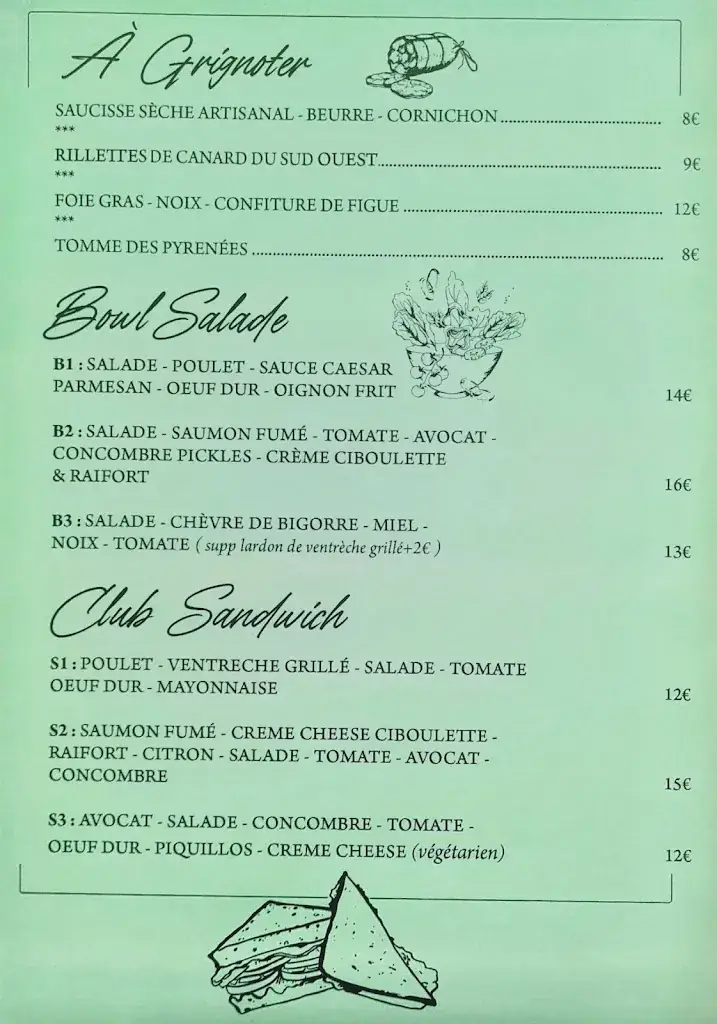 À Grignoter
SAUCISSE SÈCHE ARTISANAL - BEURRE - CORNICHON........................................ 8€
***
RILLETTES DE CANARD DU SUD OUEST........................................................................ 9€
***
FOIE GRAS - NOIX - CONFITURE DE FIGUE ................................................................. 12€
***
TOMME DES PYRENÉES ...................................................................................................... 8€
Bowl Salade
B1 : SALADE - POULET - SAUCE CAESAR
PARMESAN - OEUF DUR - OIGNON FRIT 14€
B2 : SALADE - SAUMON FUMÉ - TOMATE - AVOCAT -
CONCOMBRE PICKLES - CRÈME CIBOULETTE
& RAIFORT 16€
B3 : SALADE - CHÈVRE DE BIGORRE - MIEL -
NOIX - TOMATE ( supp lardon de ventrèche grillé+2€ ) 13€
Club Sandwich
S1 : POULET - VENTRECHE GRILLÉ - SALADE - TOMATE
OEUF DUR - MAYONNAISE 12€
S2 : SAUMON FUMÉ - CREME CHEESE CIBOULETTE -
RAIFORT - CITRON - SALADE - TOMATE - AVOCAT -
CONCOMBRE 15€
S3 : AVOCAT - SALADE - CONCOMBRE - TOMATE -
OEUF DUR - PIQUILLOS - CREME CHEESE (végétarien) 12€